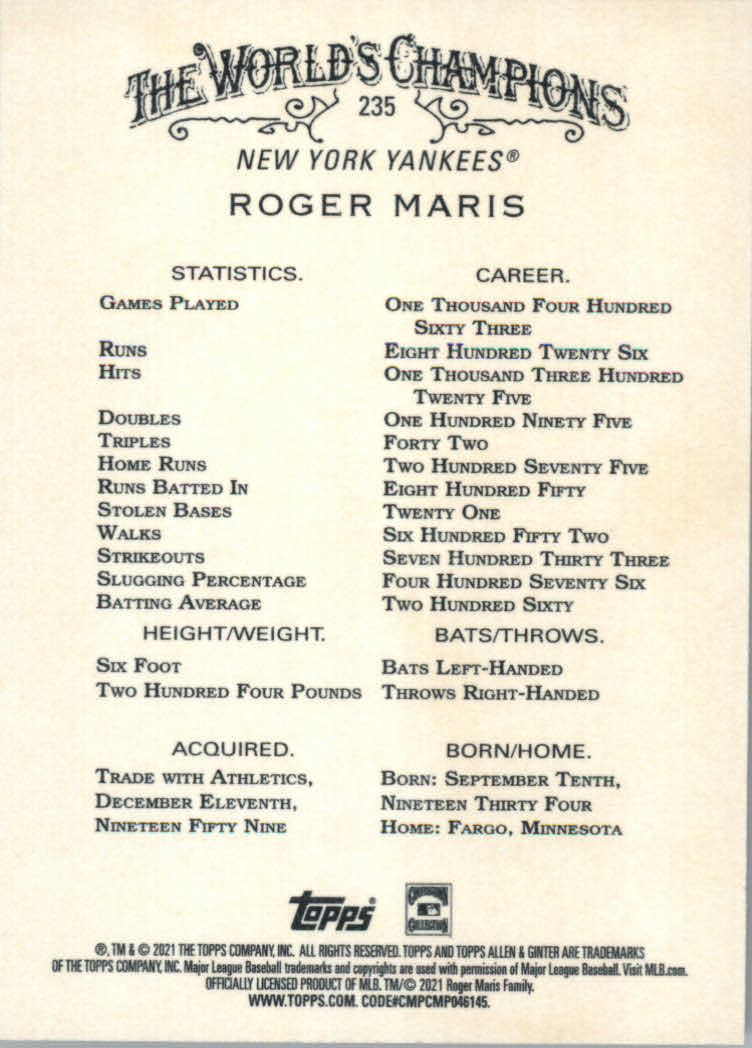 THE WORLD'S CHAMPIONS
235
NEW YORK YANKEES®
ROGER MARIS
STATISTICS. CAREER.
GAMES PLAYED ONE THOUSAND FOUR HUNDRED
SIXTY THREE
RUNS EIGHT HUNDRED TWENTY SIX
HITS ONE THOUSAND THREE HUNDRED
TWENTY FIVE
DOUBLES ONE HUNDRED NINETY FIVE
TRIPLES FORTY TWO
HOME RUNS TWO HUNDRED SEVENTY FIVE
RUNS BATTED IN EIGHT HUNDRED FIFTY
STOLEN BASES TWENTY ONE
WALKS SIX HUNDRED FIFTY TWO
STRIKEOUTS SEVEN HUNDRED THIRTY THREE
SLUGGING PERCENTAGE FOUR HUNDRED SEVENTY SIX
BATTING AVERAGE TWO HUNDRED SIXTY
HEIGHT/WEIGHT. BATS/THROWS.
SIX FOOT BATS LEFT-HANDED
TWO HUNDRED FOUR POUNDS THROWS RIGHT-HANDED
ACQUIRED. BORN/HOME.
TRADE WITH ATHLETICS, BORN: SEPTEMBER TENTH,
DECEMBER ELEVENTH, NINETEEN THIRTY FOUR
NINETEEN FIFTY NINE HOME: FARGO, MINNESOTA
Topps®
COOPERSTOWN
COLLECTION
®, TM & © 2021 THE TOPPS COMPANY, INC. ALL RIGHTS RESERVED. TOPPS AND TOPPS ALLEN & GINTER ARE TRADEMARKS
OF THE TOPPS COMPANY, INC. Major League Baseball trademarks and copyrights are used with permission of Major League Baseball. Visit MLB.com.
OFFICIALLY LICENSED PRODUCT OF MLB. TM/© 2021 Roger Maris Family.
WWW.TOPPS.COM. CODE#CMPCMP046145.